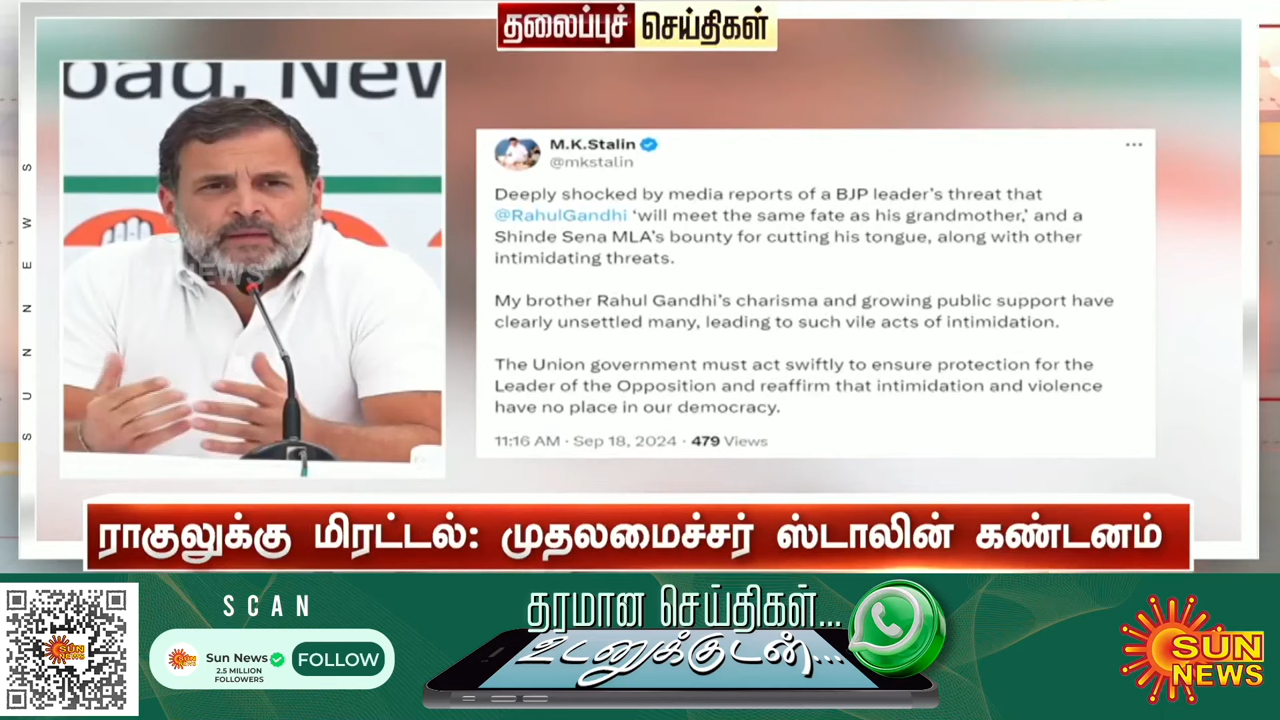 தலைப்புச் செய்திகள்
oad, New
NEWS
SUN NEWS
M.K.Stalin
@mkstalin
Deeply shocked by media reports of a BJP leader’s threat that
@RahulGandhi ‘will meet the same fate as his grandmother,’ and a
Shinde Sena MLA’s bounty for cutting his tongue, along with other
intimidating threats.
My brother Rahul Gandhi’s charisma and growing public support have
clearly unsettled many, leading to such vile acts of intimidation.
The Union government must act swiftly to ensure protection for the
Leader of the Opposition and reaffirm that intimidation and violence
have no place in our democracy.
11:16 AM · Sep 18, 2024 · 479 Views
ராகுலுக்கு மிரட்டல்: முதலமைச்சர் ஸ்டாலின் கண்டனம்
SUN NEWS
SCAN
Sun News
2.5 MILLION
FOLLOWERS
FOLLOW
தரமான செய்திகள்...
உடனுக்குடன்...
SUN
NEWS